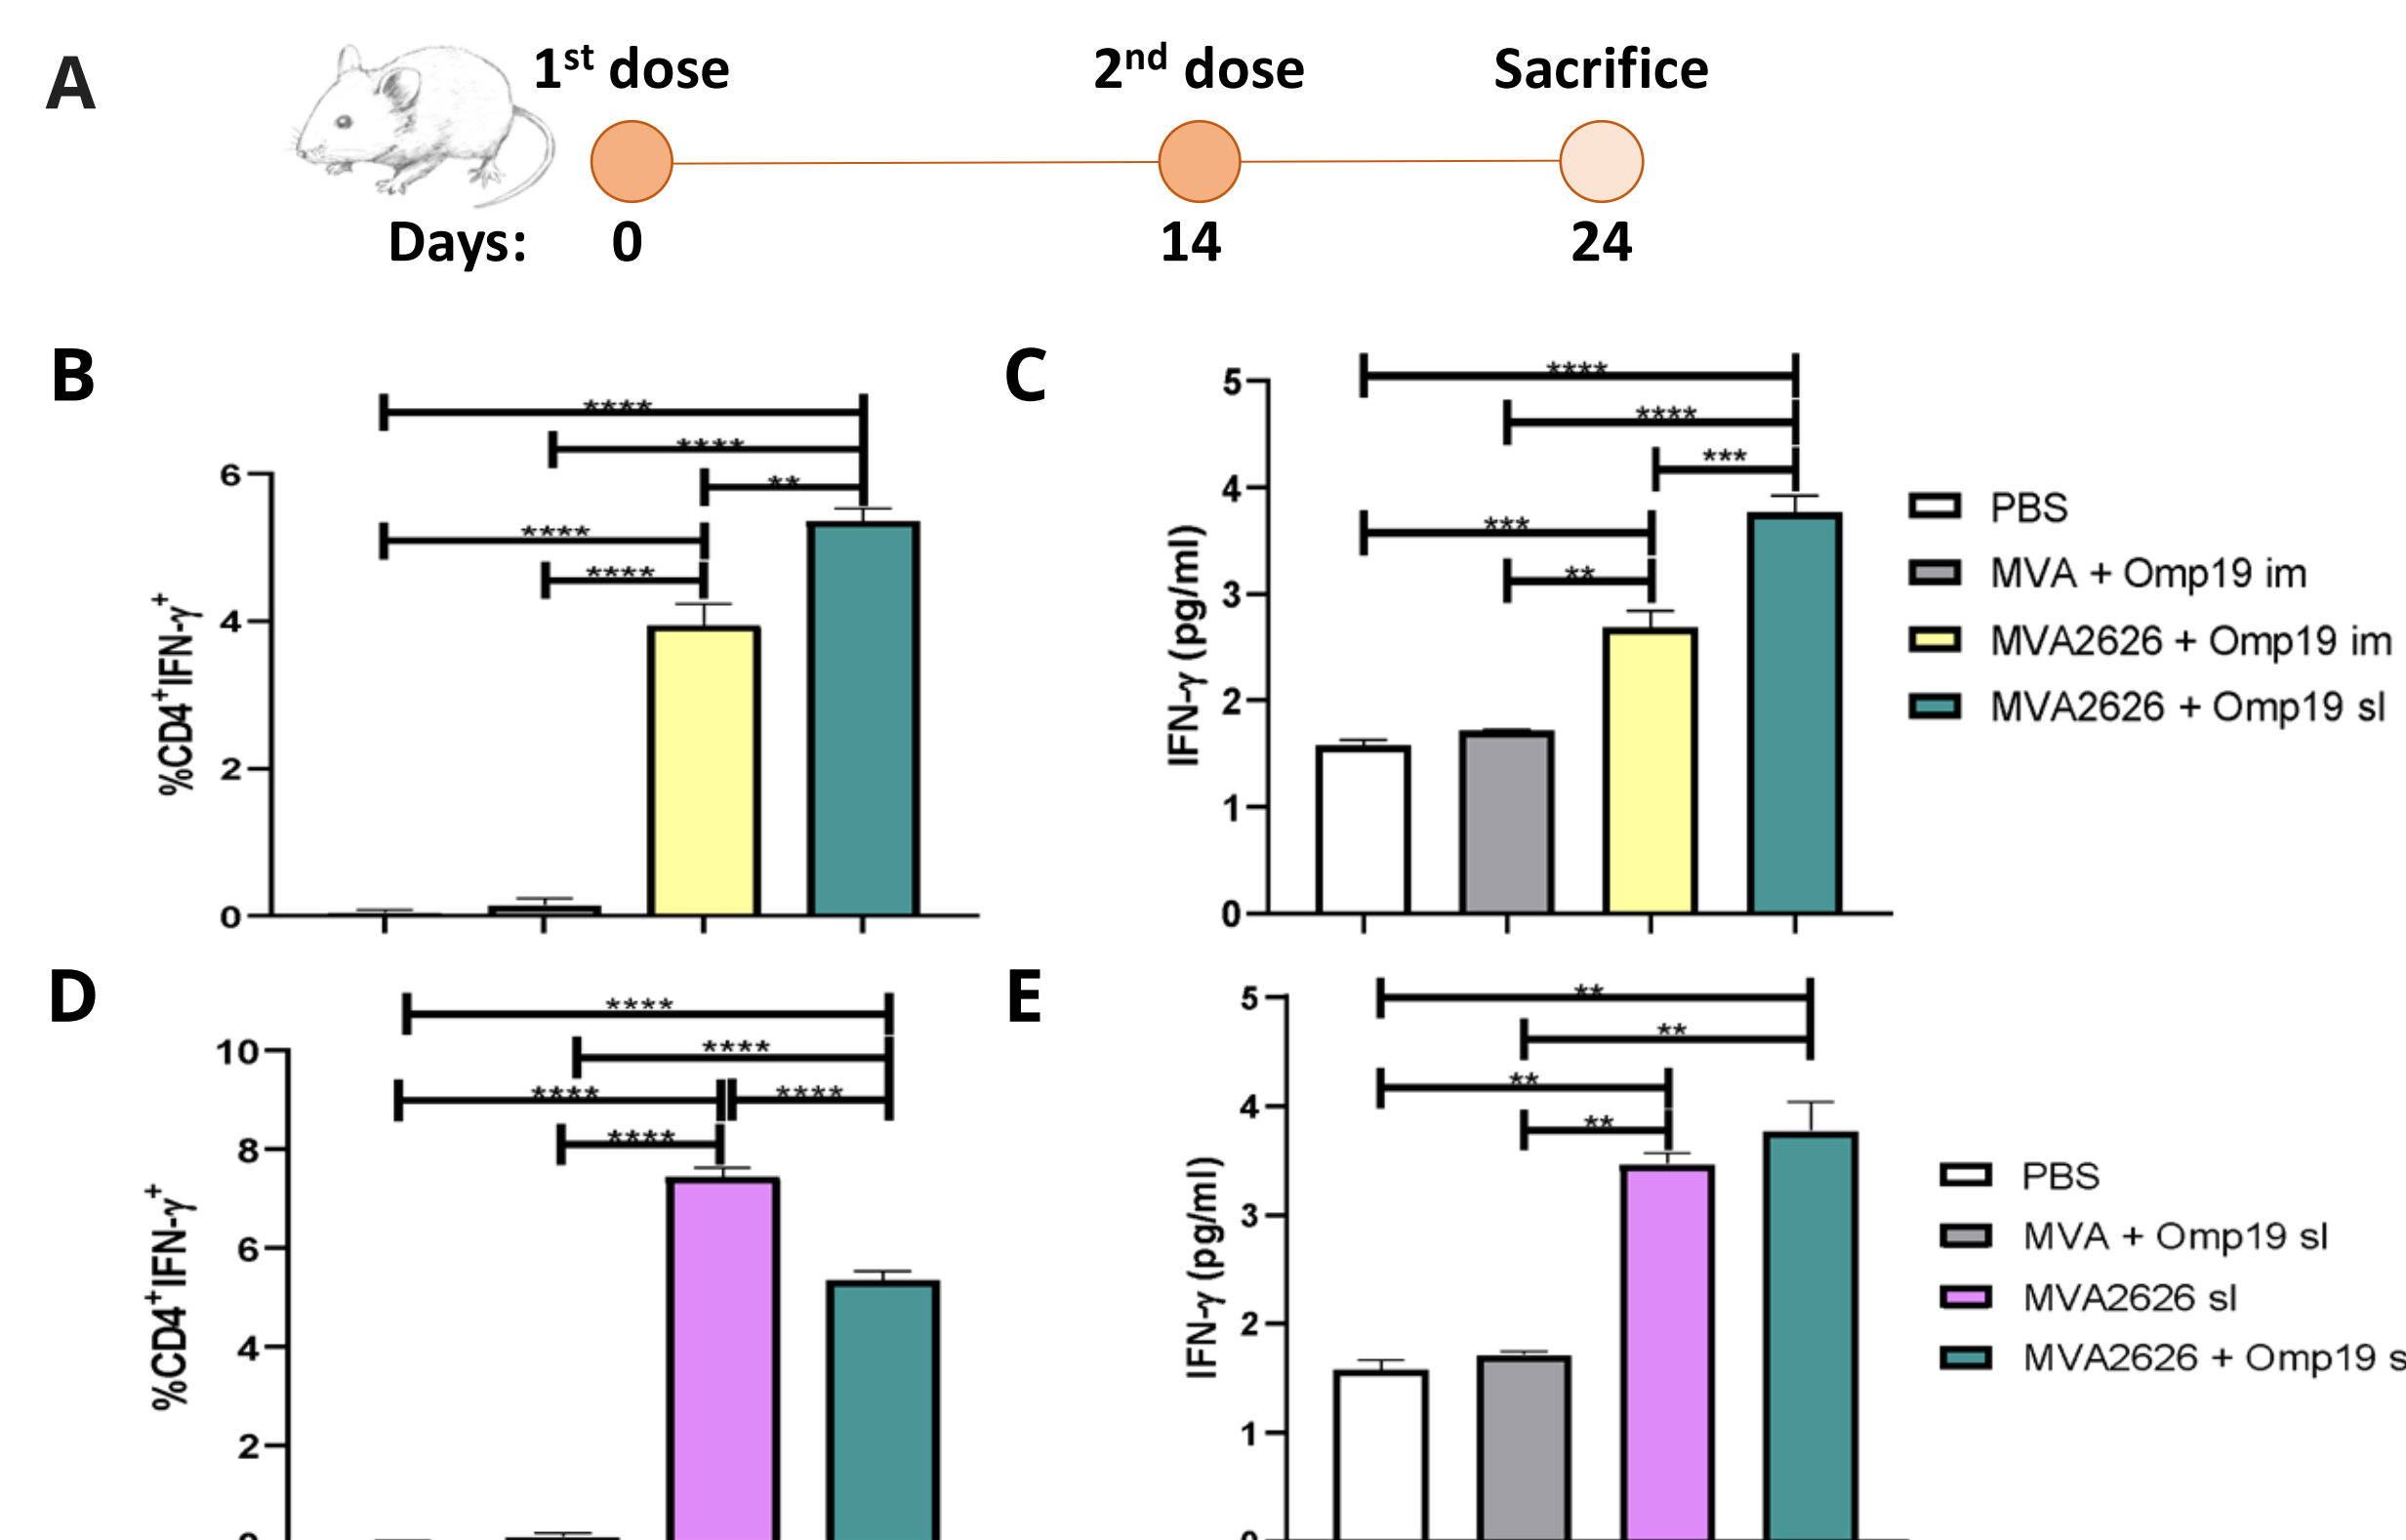 A
1st dose
2nd dose
Sacrifice
Days:
0
14
24
B
****
****
**
****
****
6
4
2
0
%CD4+IFN-γ+
C
****
****
***
***
**
5
4
3
2
1
0
IFN-γ (pg/ml)
PBS
MVA + Omp19 im
MVA2626 + Omp19 im
MVA2626 + Omp19 sl
D
****
****
****
****
****
10
8
6
4
2
0
%CD4+IFN-γ+
E
**
**
**
**
5
4
3
2
1
0
IFN-γ (pg/ml)
PBS
MVA + Omp19 sl
MVA2626 sl
MVA2626 + Omp19 s